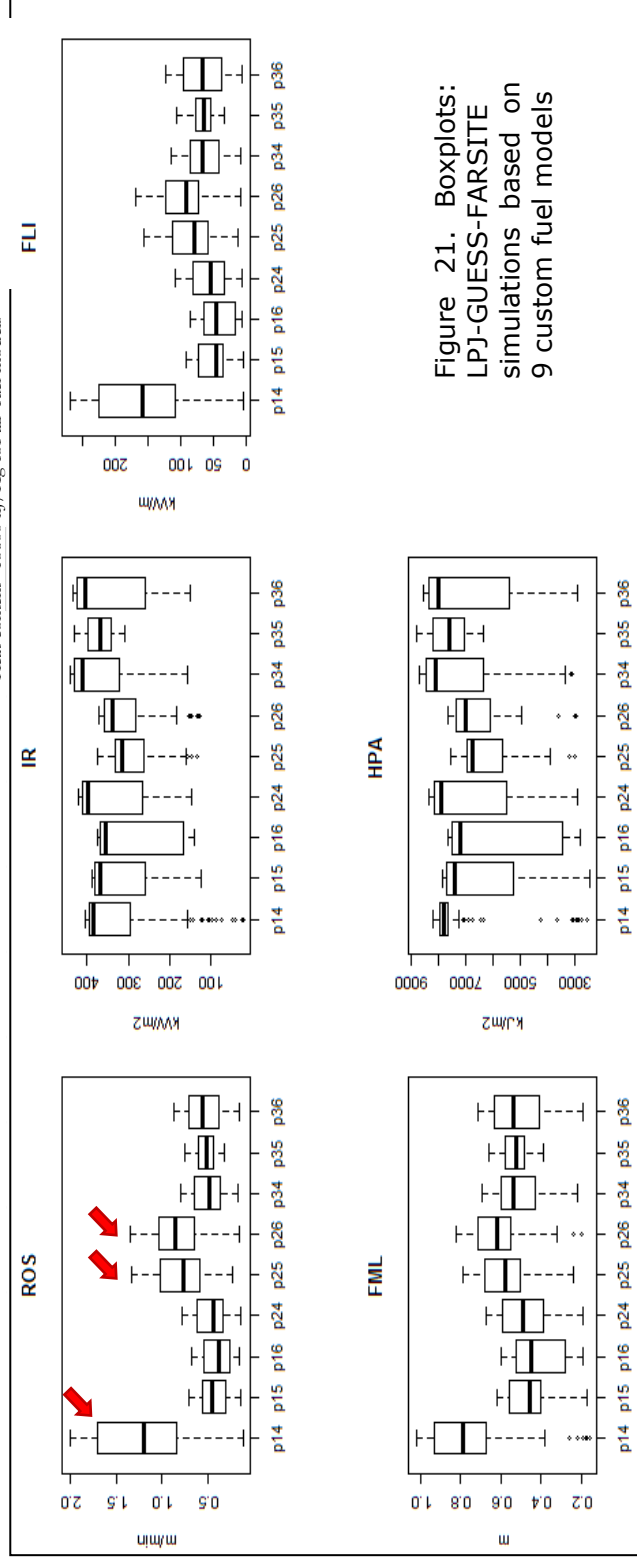 ROS
m/min
2.0
1.5
1.0
0.5
p14 p15 p16 p24 p25 p26 p34 p35 p36
IR
kW/m2
400
300
200
100
p14 p15 p16 p24 p25 p26 p34 p35 p36
FLI
kW/m
200
100
50
0
p14 p15 p16 p24 p25 p26 p34 p35 p36
FML
m
1.0
0.8
0.6
0.4
0.2
p14 p15 p16 p24 p25 p26 p34 p35 p36
HPA
kJ/m2
9000
7000
5000
3000
p14 p15 p16 p24 p25 p26 p34 p35 p36
Figure 21. Boxplots:
LPJ-GUESS-FARSITE
simulations based on
9 custom fuel models